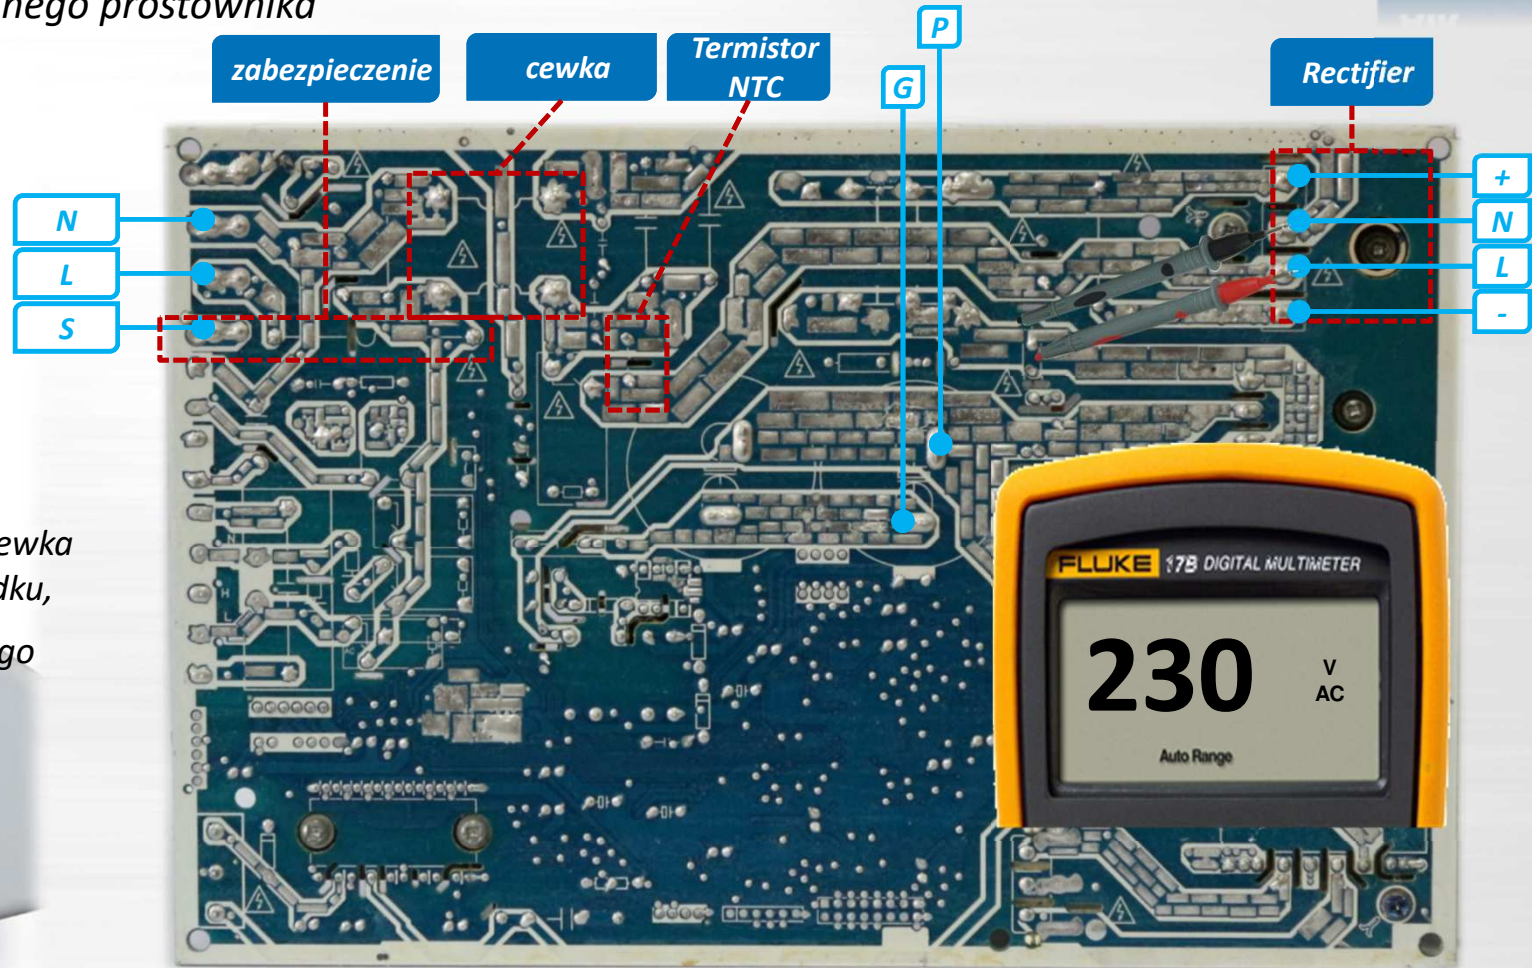 nego prostownika
zabezpieczenie
cewka
Termistor
NTC
P
G
Rectifier
+
N
L
-
N
L
S
ewka
dku,
go
FLUKE 17B DIGITAL MULTIMETER
230
V
AC
Auto Range